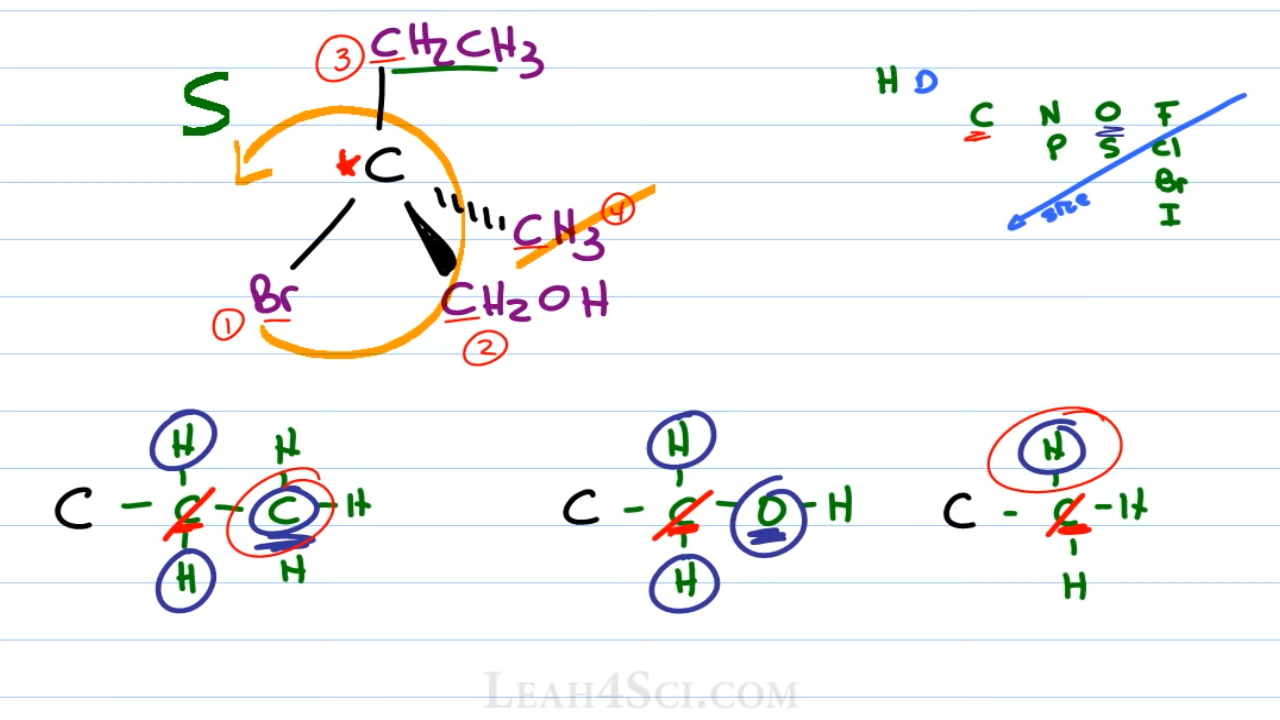 ③ CH₂CH₃
S
H D
C N O F
P S Cl
Br
I
size
* C
CH₃ ④
Br
①
CH₂OH
②
H H H H
C - C - C - H C - C - O - H C - C - H
H H H H
LEAH4SCI.COM